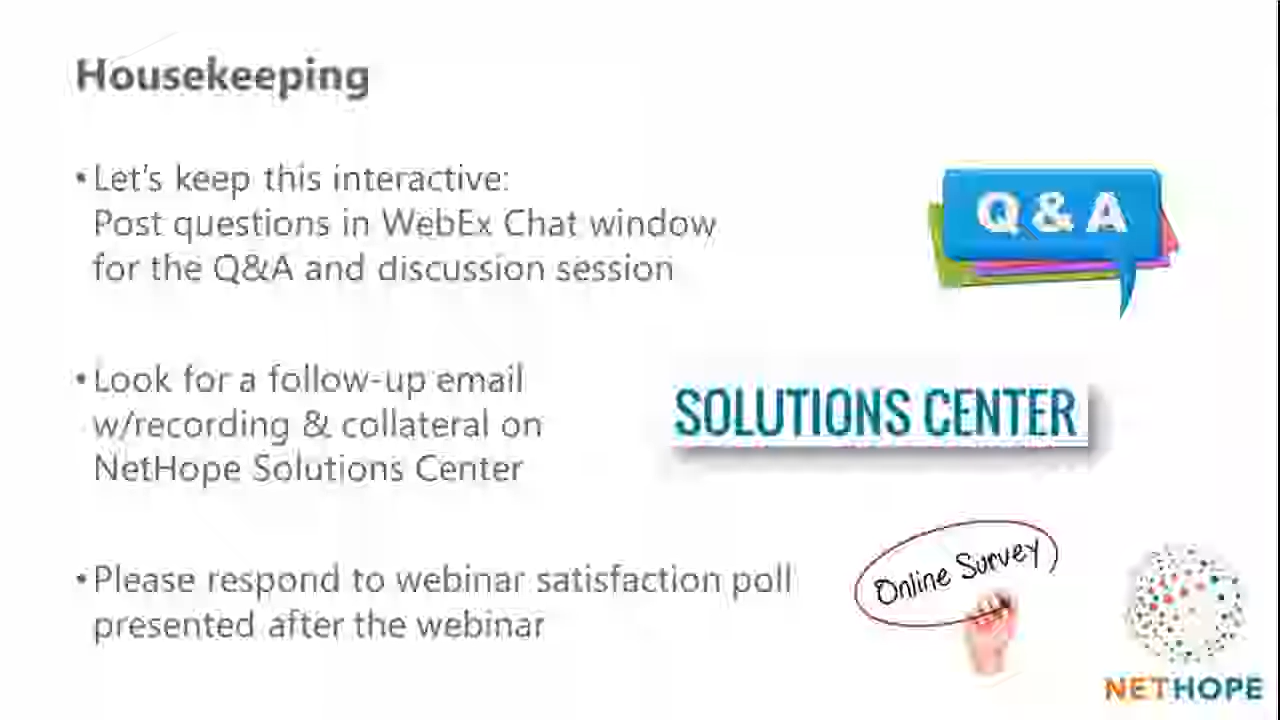 Housekeeping
• Let's keep this interactive:
Post questions in WebEx Chat window
for the Q&A and discussion session
Q & A
• Look for a follow-up email
w/recording & collateral on
NetHope Solutions Center
SOLUTIONS CENTER
• Please respond to webinar satisfaction poll
presented after the webinar
Online Survey
NETHOPE